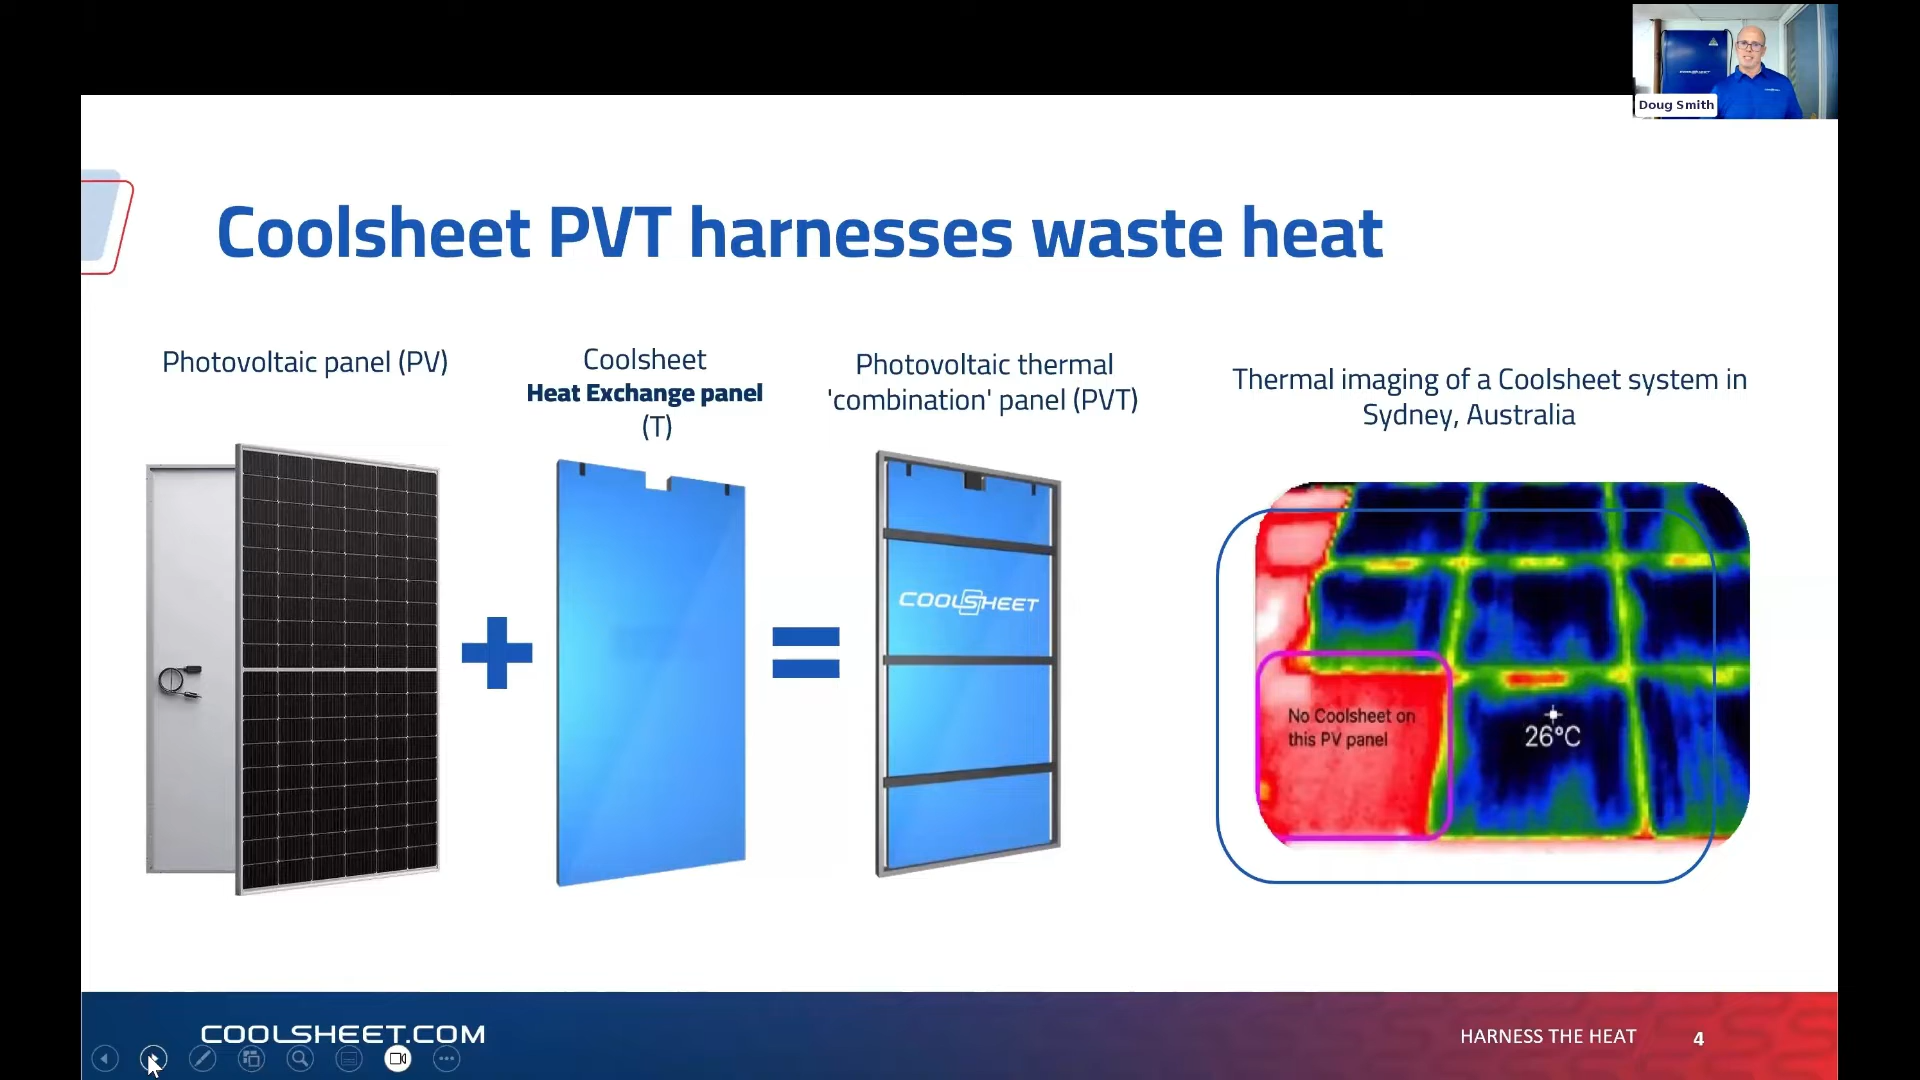 Doug Smith
Coolsheet PVT harnesses waste heat
Photovoltaic panel (PV)
Coolsheet
Heat Exchange panel
(T)
Photovoltaic thermal
'combination' panel (PVT)
Thermal imaging of a Coolsheet system in
Sydney, Australia
COOLSHEET
No Coolsheet on
this PV panel
26°C
COOLSHEET.COM
HARNESS THE HEAT
4